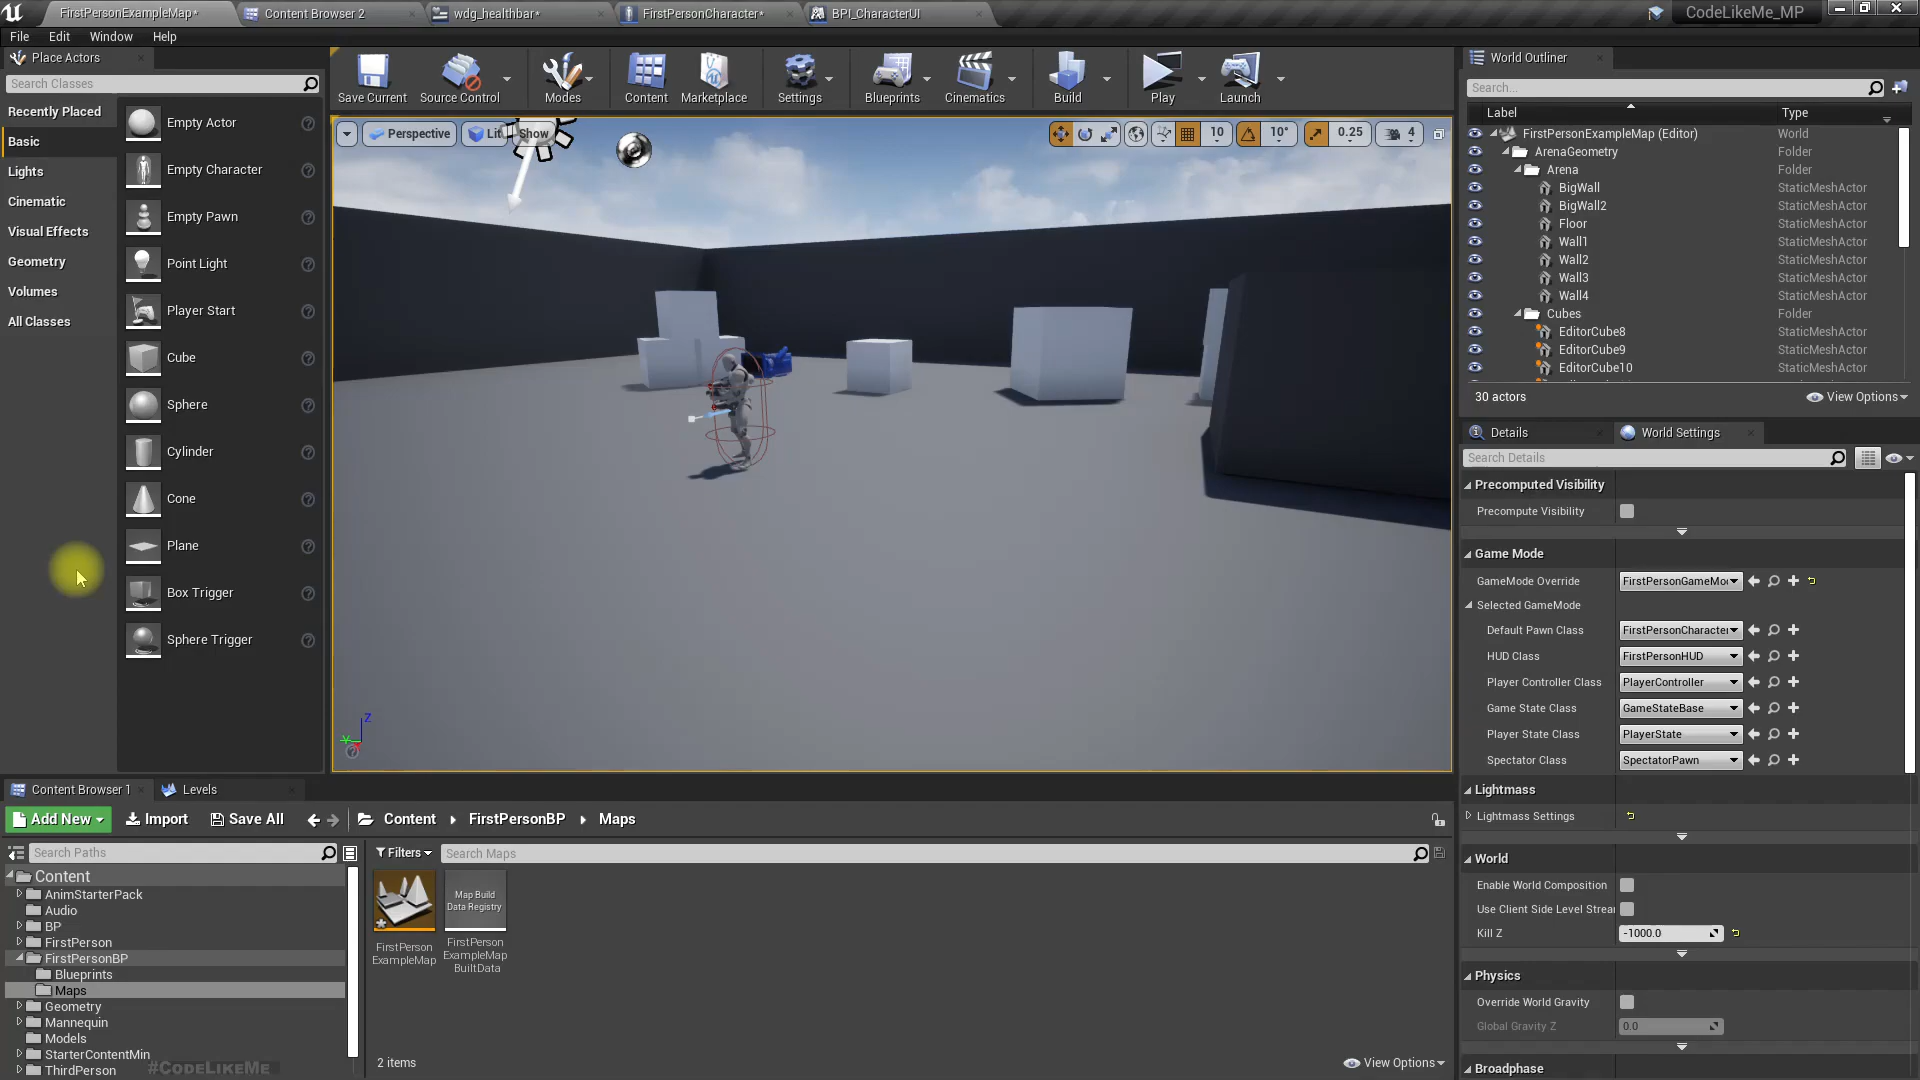 FirstPersonExampleMap*
Content Browser 2
wdg_healthbar*
FirstPersonCharacter*
BPI_CharacterUI
CodeLikeMe_MP
File Edit Window Help
Place Actors
Search Classes
Recently Placed
Basic
Lights
Cinematic
Visual Effects
Geometry
Volumes
All Classes
Empty Actor
Empty Character
Empty Pawn
Point Light
Player Start
Cube
Sphere
Cylinder
Cone
Plane
Box Trigger
Sphere Trigger
Save Current
Source Control
Modes
Content
Marketplace
Settings
Blueprints
Cinematics
Build
Play
Launch
Perspective
Lit
Show
10
10°
0.25
4
Z
Y
World Outliner
Search...
Label Type
FirstPersonExampleMap (Editor) World
ArenaGeometry Folder
Arena Folder
BigWall StaticMeshActor
BigWall2 StaticMeshActor
Floor StaticMeshActor
Wall1 StaticMeshActor
Wall2 StaticMeshActor
Wall3 StaticMeshActor
Wall4 StaticMeshActor
Cubes Folder
EditorCube8 StaticMeshActor
EditorCube9 StaticMeshActor
EditorCube10 StaticMeshActor
30 actors
View Options
Details
World Settings
Search Details
Precomputed Visibility
Precompute Visibility
Game Mode
GameMode Override FirstPersonGameMo
Selected GameMode
Default Pawn Class FirstPersonCharacter
HUD Class FirstPersonHUD
Player Controller Class PlayerController
Game State Class GameStateBase
Player State Class PlayerState
Spectator Class SpectatorPawn
Lightmass
Lightmass Settings
World
Enable World Composition
Use Client Side Level Strea
Kill Z -1000.0
Physics
Override World Gravity
Global Gravity Z 0.0
Broadphase
Content Browser 1
Levels
Add New
Import
Save All
Content
FirstPersonBP
Maps
Search Paths
Filters
Search Maps
Content
AnimStarterPack
Audio
BP
FirstPerson
FirstPersonBP
Blueprints
Maps
Geometry
Mannequin
Models
StarterContentMin
ThirdPerson
#CODELIKEME
Map Build
Data Registry
FirstPerson
ExampleMap
FirstPerson
ExampleMap
BuiltData
2 items
View Options